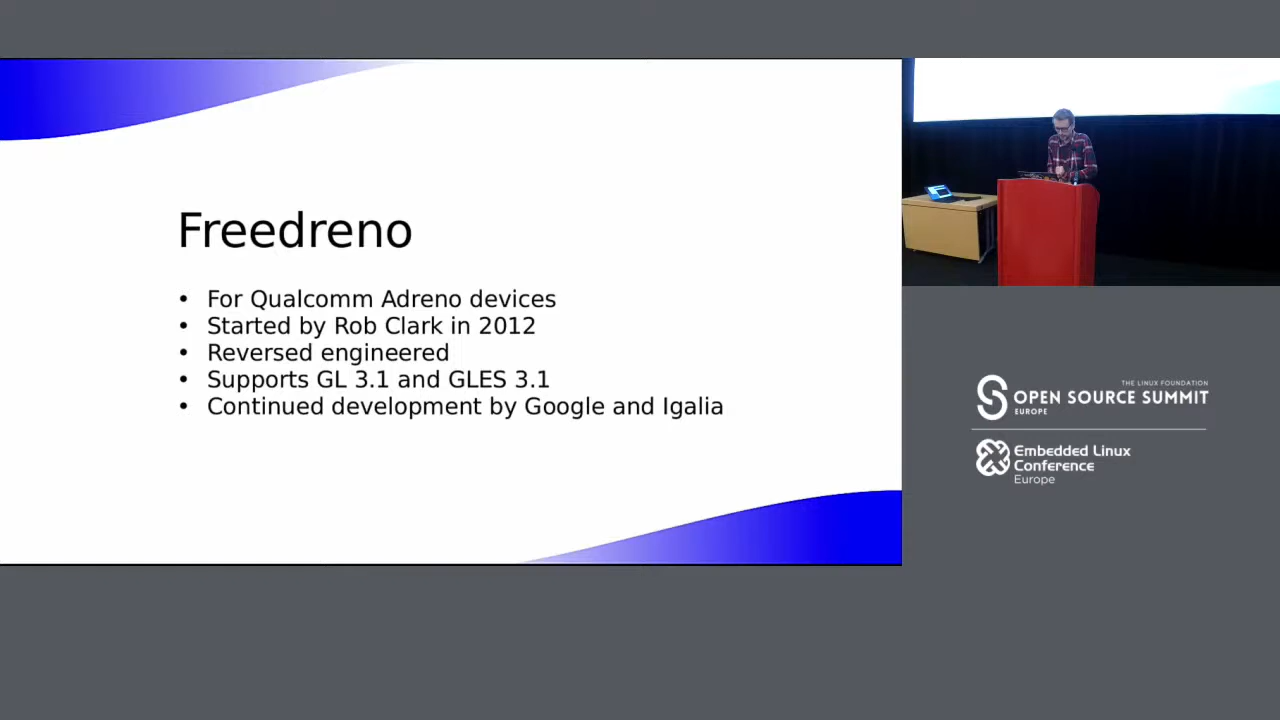 Freedreno
• For Qualcomm Adreno devices
• Started by Rob Clark in 2012
• Reversed engineered
• Supports GL 3.1 and GLES 3.1
• Continued development by Google and Igalia
THE LINUX FOUNDATION
OPEN SOURCE SUMMIT
EUROPE
Embedded Linux
Conference
Europe